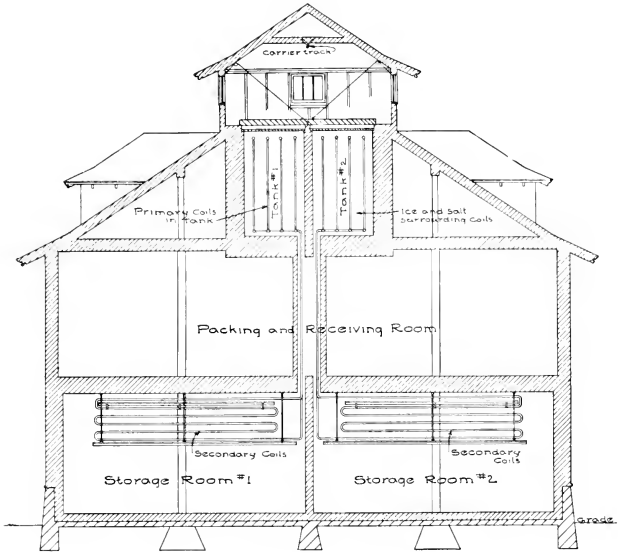 Carrier track
Tank #1
Tank #2
Primary Coils
in Tank
Ice and Salt
Surrounding Coils
Packing and Receiving Room
Secondary Coils
Secondary
Coils
Storage Room #1
Storage Room #2
Grade